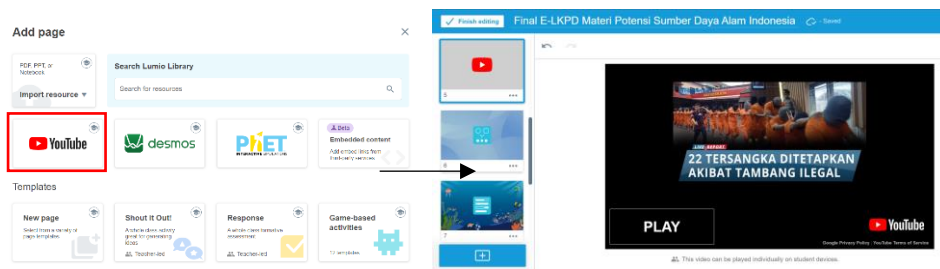 Add page
×
PDF, PPT, or
Notebook
Import resource
Search Lumio Library
Search for resources
YouTube
desmos
PhET
INTERACTIVE SIMULATIONS
Beta
Embedded content
Add embed links from
third-party services
Templates
New page
Select from a variety of
page templates.
Shout It Out!
A whole class activity
great for generating
ideas
Teacher-led
Response
A whole class formative
assessment
Teacher-led
Game-based
activities
12 templates
Finish editing
Final E-LKPD Materi Potensi Sumber Daya Alam Indonesia
- Saved
5
6
7
LIVE REPORT
22 TERSANGKA DITETAPKAN
AKIBAT TAMBANG ILEGAL
PLAY
YouTube
Google Privacy Policy · YouTube Terms of Service
This video can be played individually on student devices.